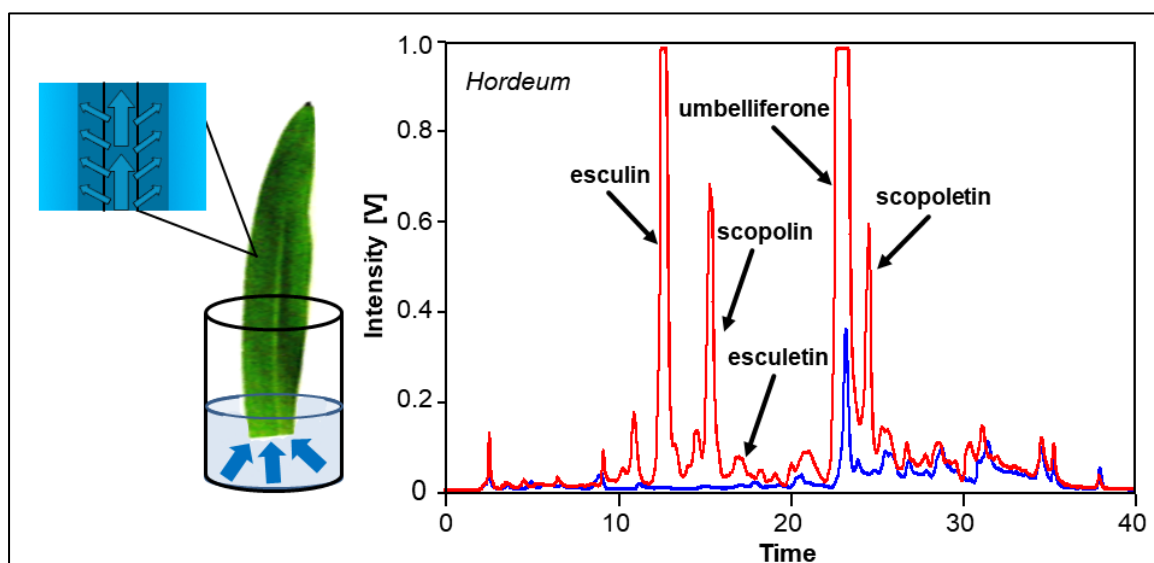 Hordeum
esculin
scopolin
esculetin
umbelliferone
scopoletin
Intensity [V]
1.0
0.8
0.6
0.4
0.2
0
0
10
20
30
40
Time